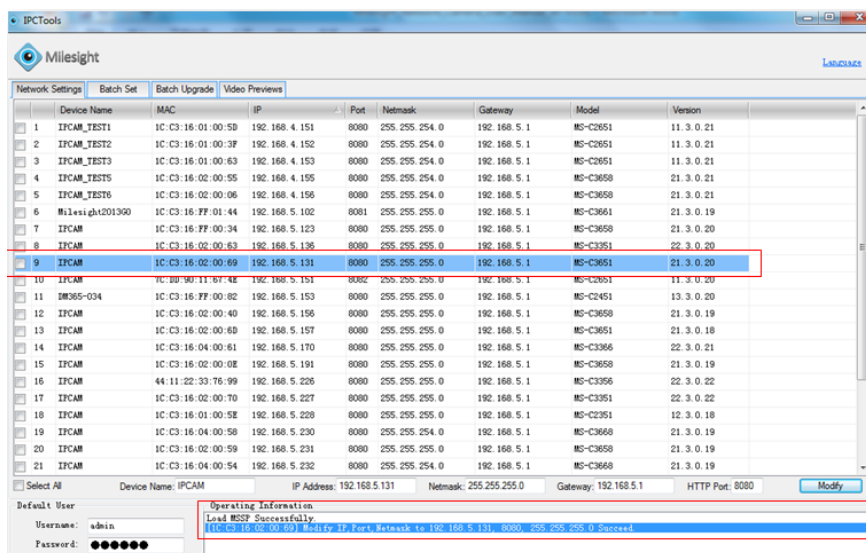 IPCTools
Milesight
Language
Network Settings Batch Set Batch Upgrade Video Previews
Device Name MAC IP Port Netmask Gateway Model Version
1 IPCAM_TEST1 1C:C3:16:01:00:5D 192.168.4.151 8080 255.255.254.0 192.168.5.1 MS-C2651 11.3.0.21
2 IPCAM_TEST2 1C:C3:16:01:00:3F 192.168.4.152 8080 255.255.254.0 192.168.5.1 MS-C2651 11.3.0.21
3 IPCAM_TEST3 1C:C3:16:01:00:63 192.168.4.153 8080 255.255.254.0 192.168.5.1 MS-C2651 11.3.0.21
4 IPCAM_TEST5 1C:C3:16:02:00:55 192.168.4.155 8080 255.255.254.0 192.168.5.1 MS-C3658 21.3.0.21
5 IPCAM_TEST6 1C:C3:16:02:00:06 192.168.4.156 8080 255.255.254.0 192.168.5.1 MS-C3658 21.3.0.21
6 Milesight2013G0 1C:C3:16:FF:01:44 192.168.5.102 8081 255.255.255.0 192.168.5.1 MS-C3661 21.3.0.19
7 IPCAM 1C:C3:16:FF:00:34 192.168.5.123 8080 255.255.255.0 192.168.5.1 MS-C3658 21.3.0.20
8 IPCAM 1C:C3:16:02:00:63 192.168.5.136 8080 255.255.255.0 192.168.5.1 MS-C3351 22.3.0.20
9 IPCAM 1C:C3:16:02:00:69 192.168.5.131 8080 255.255.255.0 192.168.5.1 MS-C3651 21.3.0.20
10 IPCAM 7C:DD:90:11:67:4E 192.168.5.151 8082 255.255.255.0 192.168.5.1 MS-C2651 11.3.0.20
11 DM365-034 1C:C3:16:FF:00:82 192.168.5.153 8080 255.255.255.0 192.168.5.1 MS-C2451 13.3.0.20
12 IPCAM 1C:C3:16:02:00:40 192.168.5.156 8080 255.255.255.0 192.168.5.1 MS-C3658 21.3.0.19
13 IPCAM 1C:C3:16:02:00:6D 192.168.5.157 8080 255.255.255.0 192.168.5.1 MS-C3651 21.3.0.18
14 IPCAM 1C:C3:16:04:00:61 192.168.5.170 8080 255.255.255.0 192.168.5.1 MS-C3366 22.3.0.21
15 IPCAM 1C:C3:16:02:00:0E 192.168.5.191 8080 255.255.255.0 192.168.5.1 MS-C3658 21.3.0.19
16 IPCAM 44:11:22:33:76:99 192.168.5.226 8080 255.255.255.0 192.168.5.1 MS-C3356 22.3.0.22
17 IPCAM 1C:C3:16:02:00:70 192.168.5.227 8080 255.255.255.0 192.168.5.1 MS-C3351 22.3.0.22
18 IPCAM 1C:C3:16:01:00:5E 192.168.5.228 8080 255.255.255.0 192.168.5.1 MS-C2351 12.3.0.18
19 IPCAM 1C:C3:16:04:00:58 192.168.5.230 8080 255.255.254.0 192.168.5.1 MS-C3668 21.3.0.19
20 IPCAM 1C:C3:16:02:00:59 192.168.5.231 8080 255.255.254.0 192.168.5.1 MS-C3658 21.3.0.19
21 IPCAM 1C:C3:16:04:00:54 192.168.5.232 8080 255.255.254.0 192.168.5.1 MS-C3668 21.3.0.19
Select All Device Name: IPCAM IP Address: 192.168.5.131 Netmask: 255.255.255.0 Gateway: 192.168.5.1 HTTP Port: 8080 Modify
Default User Operating Information
Load MSSP Successfully.
[1C:C3:16:02:00:69] Modify IP,Port,Netmask to 192.168.5.131, 8080, 255.255.255.0 Succeed.
Username: admin
Password: ●●●●●●